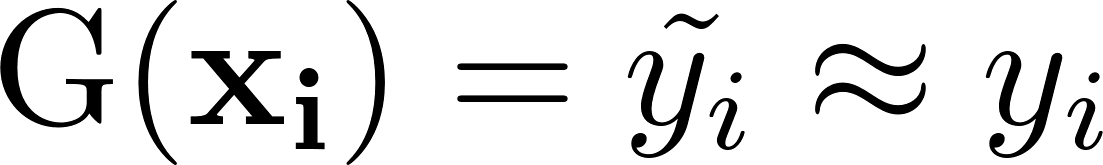 G(𝐱ᵢ) = ỹᵢ ≈ yᵢ